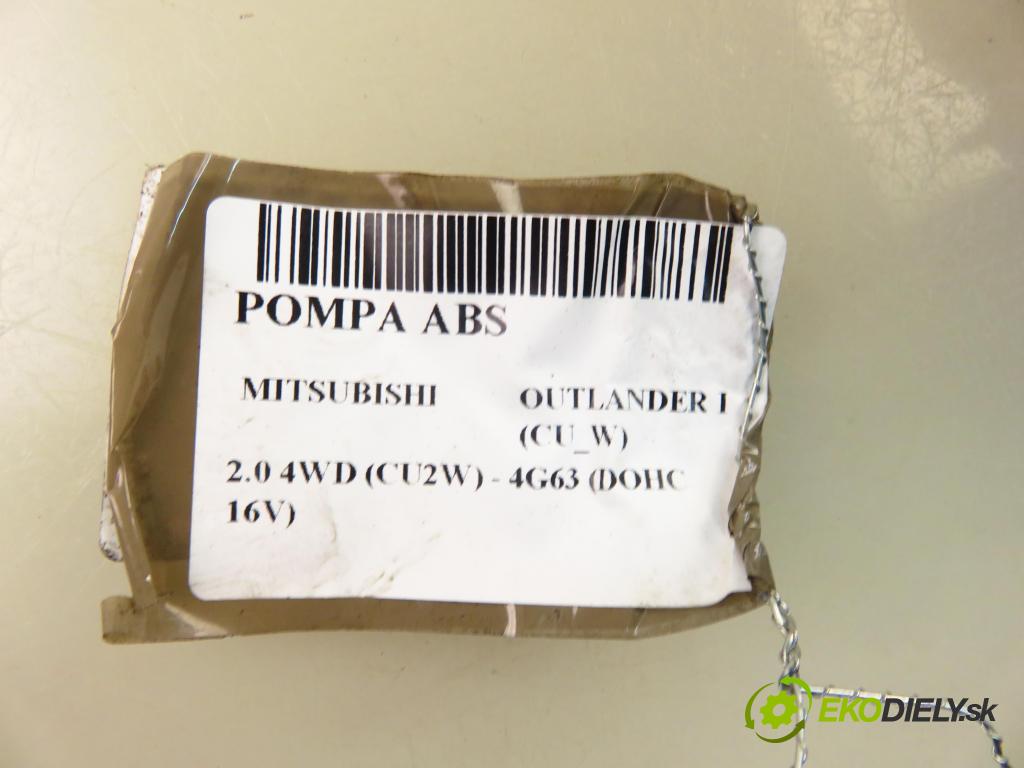 POMPA ABS
MITSUBISHI OUTLANDER I
(CU_W)
2.0 4WD (CU2W) - 4G63 (DOHC
16V)
EKODIELY.sk